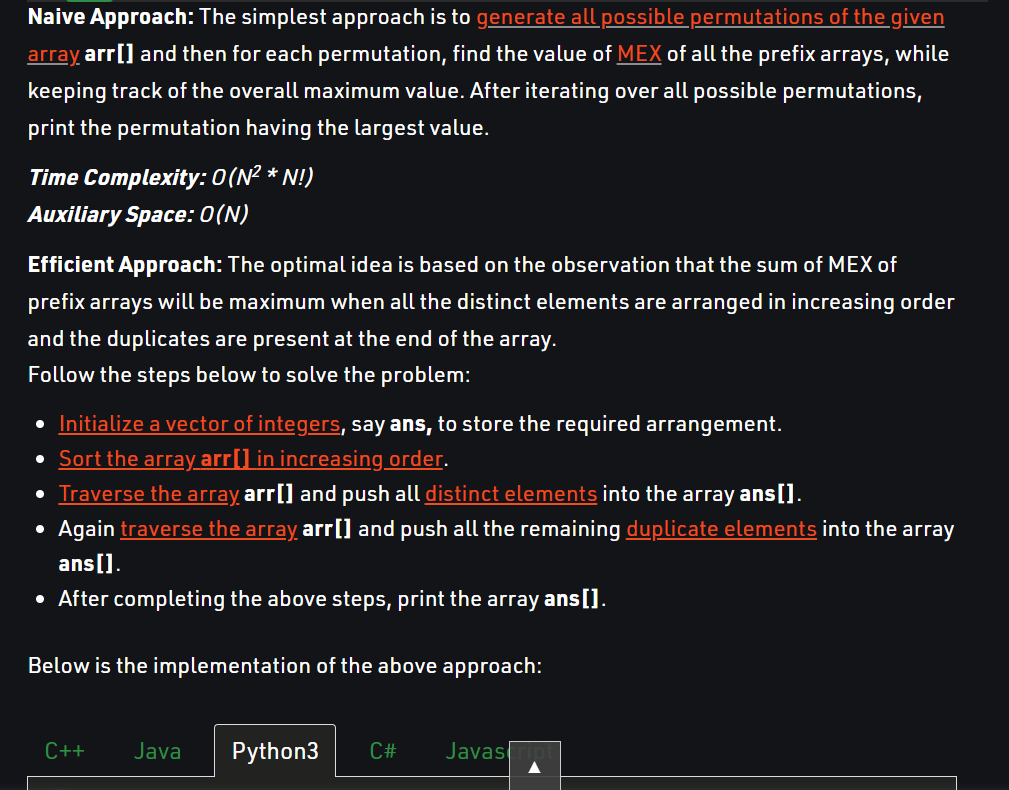 Naive Approach: The simplest approach is to generate all possible permutations of the given
array arr[] and then for each permutation, find the value of MEX of all the prefix arrays, while
keeping track of the overall maximum value. After iterating over all possible permutations,
print the permutation having the largest value.
Time Complexity: O(N² * N!)
Auxiliary Space: O(N)
Efficient Approach: The optimal idea is based on the observation that the sum of MEX of
prefix arrays will be maximum when all the distinct elements are arranged in increasing order
and the duplicates are present at the end of the array.
Follow the steps below to solve the problem:
• Initialize a vector of integers, say ans, to store the required arrangement.
• Sort the array arr[] in increasing order.
• Traverse the array arr[] and push all distinct elements into the array ans[].
• Again traverse the array arr[] and push all the remaining duplicate elements into the array
ans[].
• After completing the above steps, print the array ans[].
Below is the implementation of the above approach:
C++ Java Python3 C# Javascript